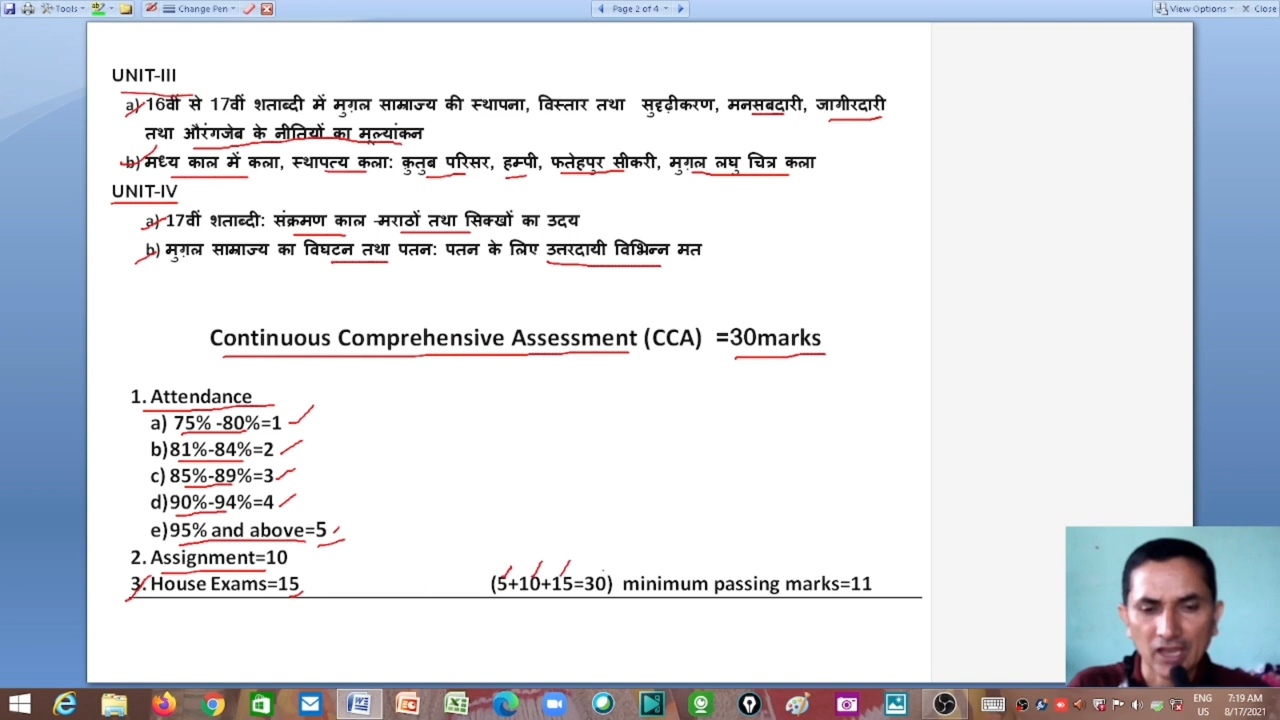 Tools
Change Pen
Page 2 of 4
View Options
Close
UNIT-III
a) 16वीं से 17वीं शताब्दी में मुग़ल साम्राज्य की स्थापना, विस्तार तथा सुदृढ़ीकरण, मनसबदारी, जागीरदारी
तथा औरंगजेब के नीतियों का मूल्यांकन
b) मध्य काल में कला, स्थापत्य कला: क़ुतुब परिसर, हम्पी, फतेहपुर सीकरी, मुग़ल लघु चित्र कला
UNIT-IV
a) 17वीं शताब्दी: संक्रमण काल -मराठों तथा सिक्खों का उदय
b) मुग़ल साम्राज्य का विघटन तथा पतन: पतन के लिए उत्तरदायी विभिन्न मत
Continuous Comprehensive Assessment (CCA) =30marks
1. Attendance
a) 75% -80%=1
b)81%-84%=2
c) 85%-89%=3
d)90%-94%=4
e)95% and above=5
2. Assignment=10
3. House Exams=15 (5+10+15=30) minimum passing marks=11
ENG 7:19 AM
US 8/17/2021